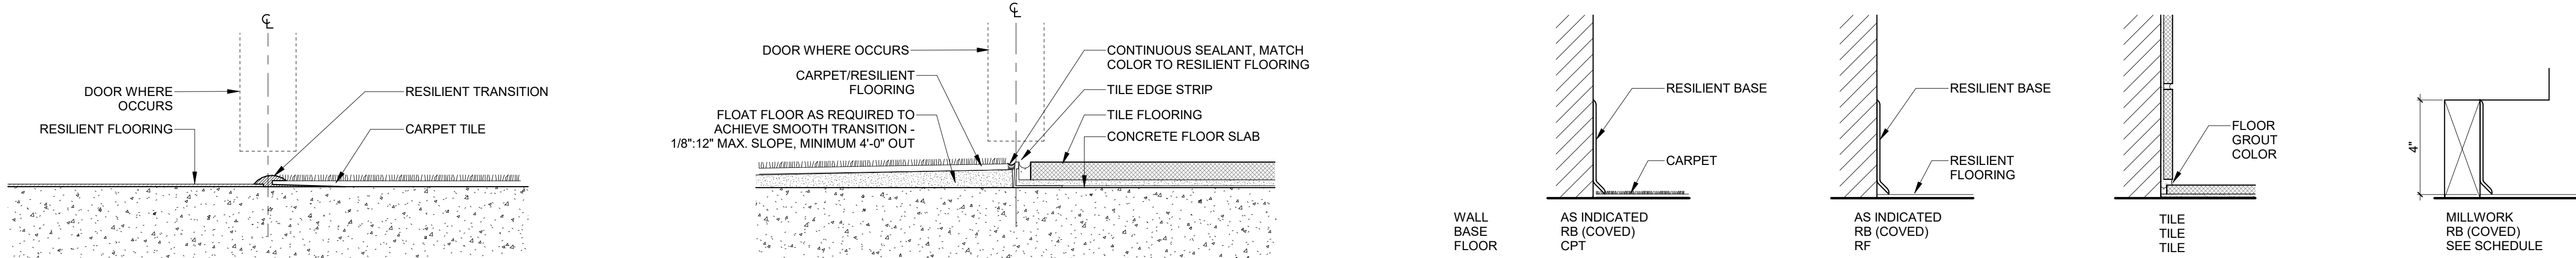 ℄
DOOR WHERE
OCCURS
RESILIENT FLOORING
RESILIENT TRANSITION
CARPET TILE
℄
DOOR WHERE OCCURS
CARPET/RESILIENT
FLOORING
FLOAT FLOOR AS REQUIRED TO
ACHIEVE SMOOTH TRANSITION -
1/8":12" MAX. SLOPE, MINIMUM 4'-0" OUT
CONTINUOUS SEALANT, MATCH
COLOR TO RESILIENT FLOORING
TILE EDGE STRIP
TILE FLOORING
CONCRETE FLOOR SLAB
WALL
BASE
FLOOR
RESILIENT BASE
CARPET
AS INDICATED
RB (COVED)
CPT
RESILIENT BASE
RESILIENT
FLOORING
AS INDICATED
RB (COVED)
RF
FLOOR
GROUT
COLOR
TILE
TILE
TILE
4"
MILLWORK
RB (COVED)
SEE SCHEDULE